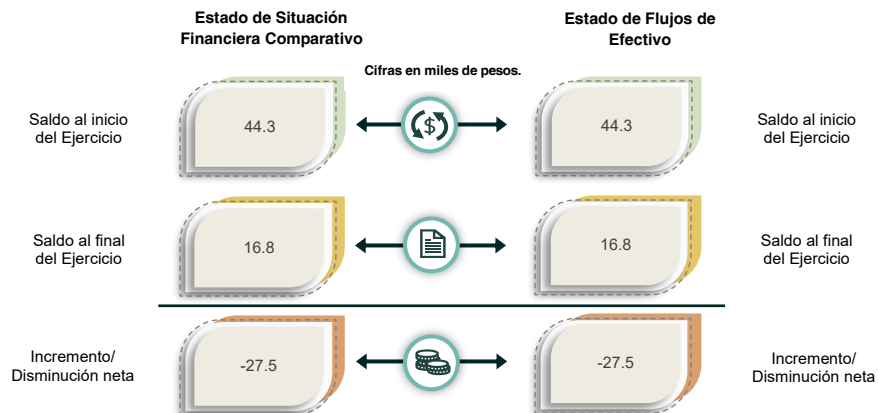 Estado de Situación
Financiera Comparativo
Estado de Flujos de
Efectivo
Cifras en miles de pesos.
Saldo al inicio
del Ejercicio
44.3
$
44.3
Saldo al inicio
del Ejercicio
Saldo al final
del Ejercicio
16.8
16.8
Saldo al final
del Ejercicio
Incremento/
Disminución neta
-27.5
-27.5
Incremento/
Disminución neta